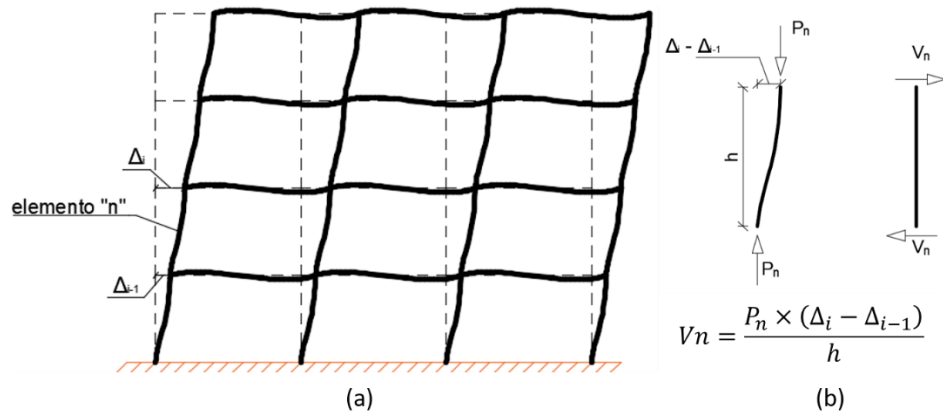 Δi
elemento "n"
Δi-1
(a)
Pn
Δi - Δi-1
Vn
h
Pn
Vn
Vn = Pn × (Δi − Δi−1) / h
(b)